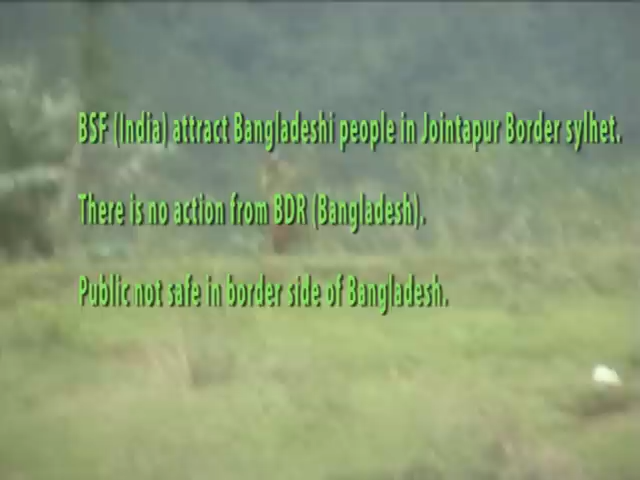 BSF (India) attract Bangladeshi people in Jointapur Border sylhet.
There is no action from BDR (Bangladesh).
Public not safe in border side of Bangladesh.